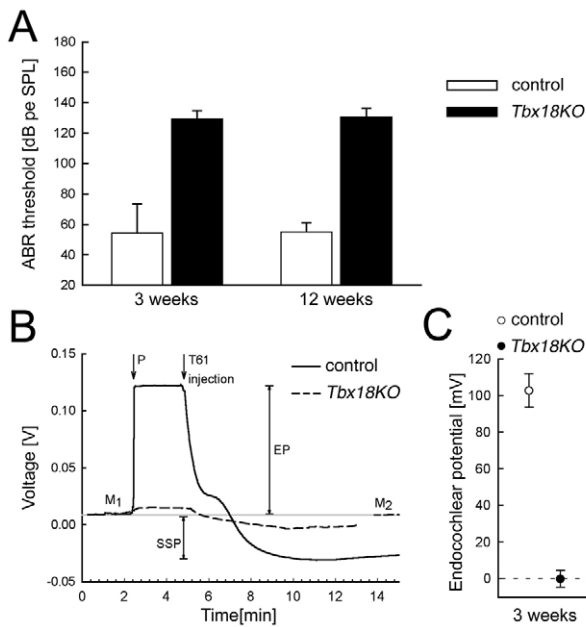 A
ABR threshold [dB pe SPL]
180
160
140
120
100
80
60
40
20
3 weeks
12 weeks
control
Tbx18KO
B
Voltage [V]
0.15
0.10
0.05
0.00
-0.05
P
T61
injection
control
Tbx18KO
M1
EP
M2
SSP
0
2
4
6
8
10
12
14
Time[min]
C
control
Tbx18KO
Endocochlear potential [mV]
120
100
80
60
40
20
0
3 weeks